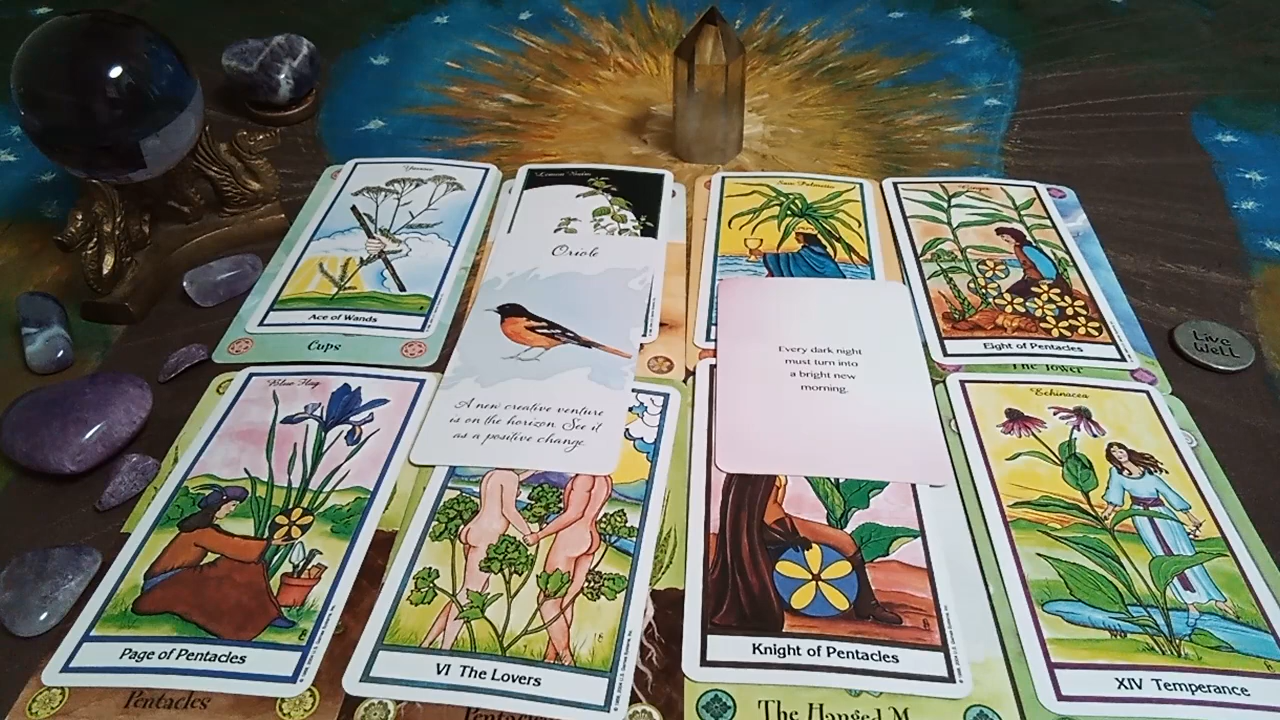 Yarrow
Ace of Wands
Cups
Lemon Balm
Oriole
A new creative venture
is on the horizon. See it
as a positive change.
Saw Palmetto
Every dark night
must turn into
a bright new
morning.
Ginger
Eight of Pentacles
The Tower
Live
Well
Blue Flag
Page of Pentacles
Pentacles
VI The Lovers
Pentacles
Knight of Pentacles
The Hanged M
Echinacea
XIV Temperance